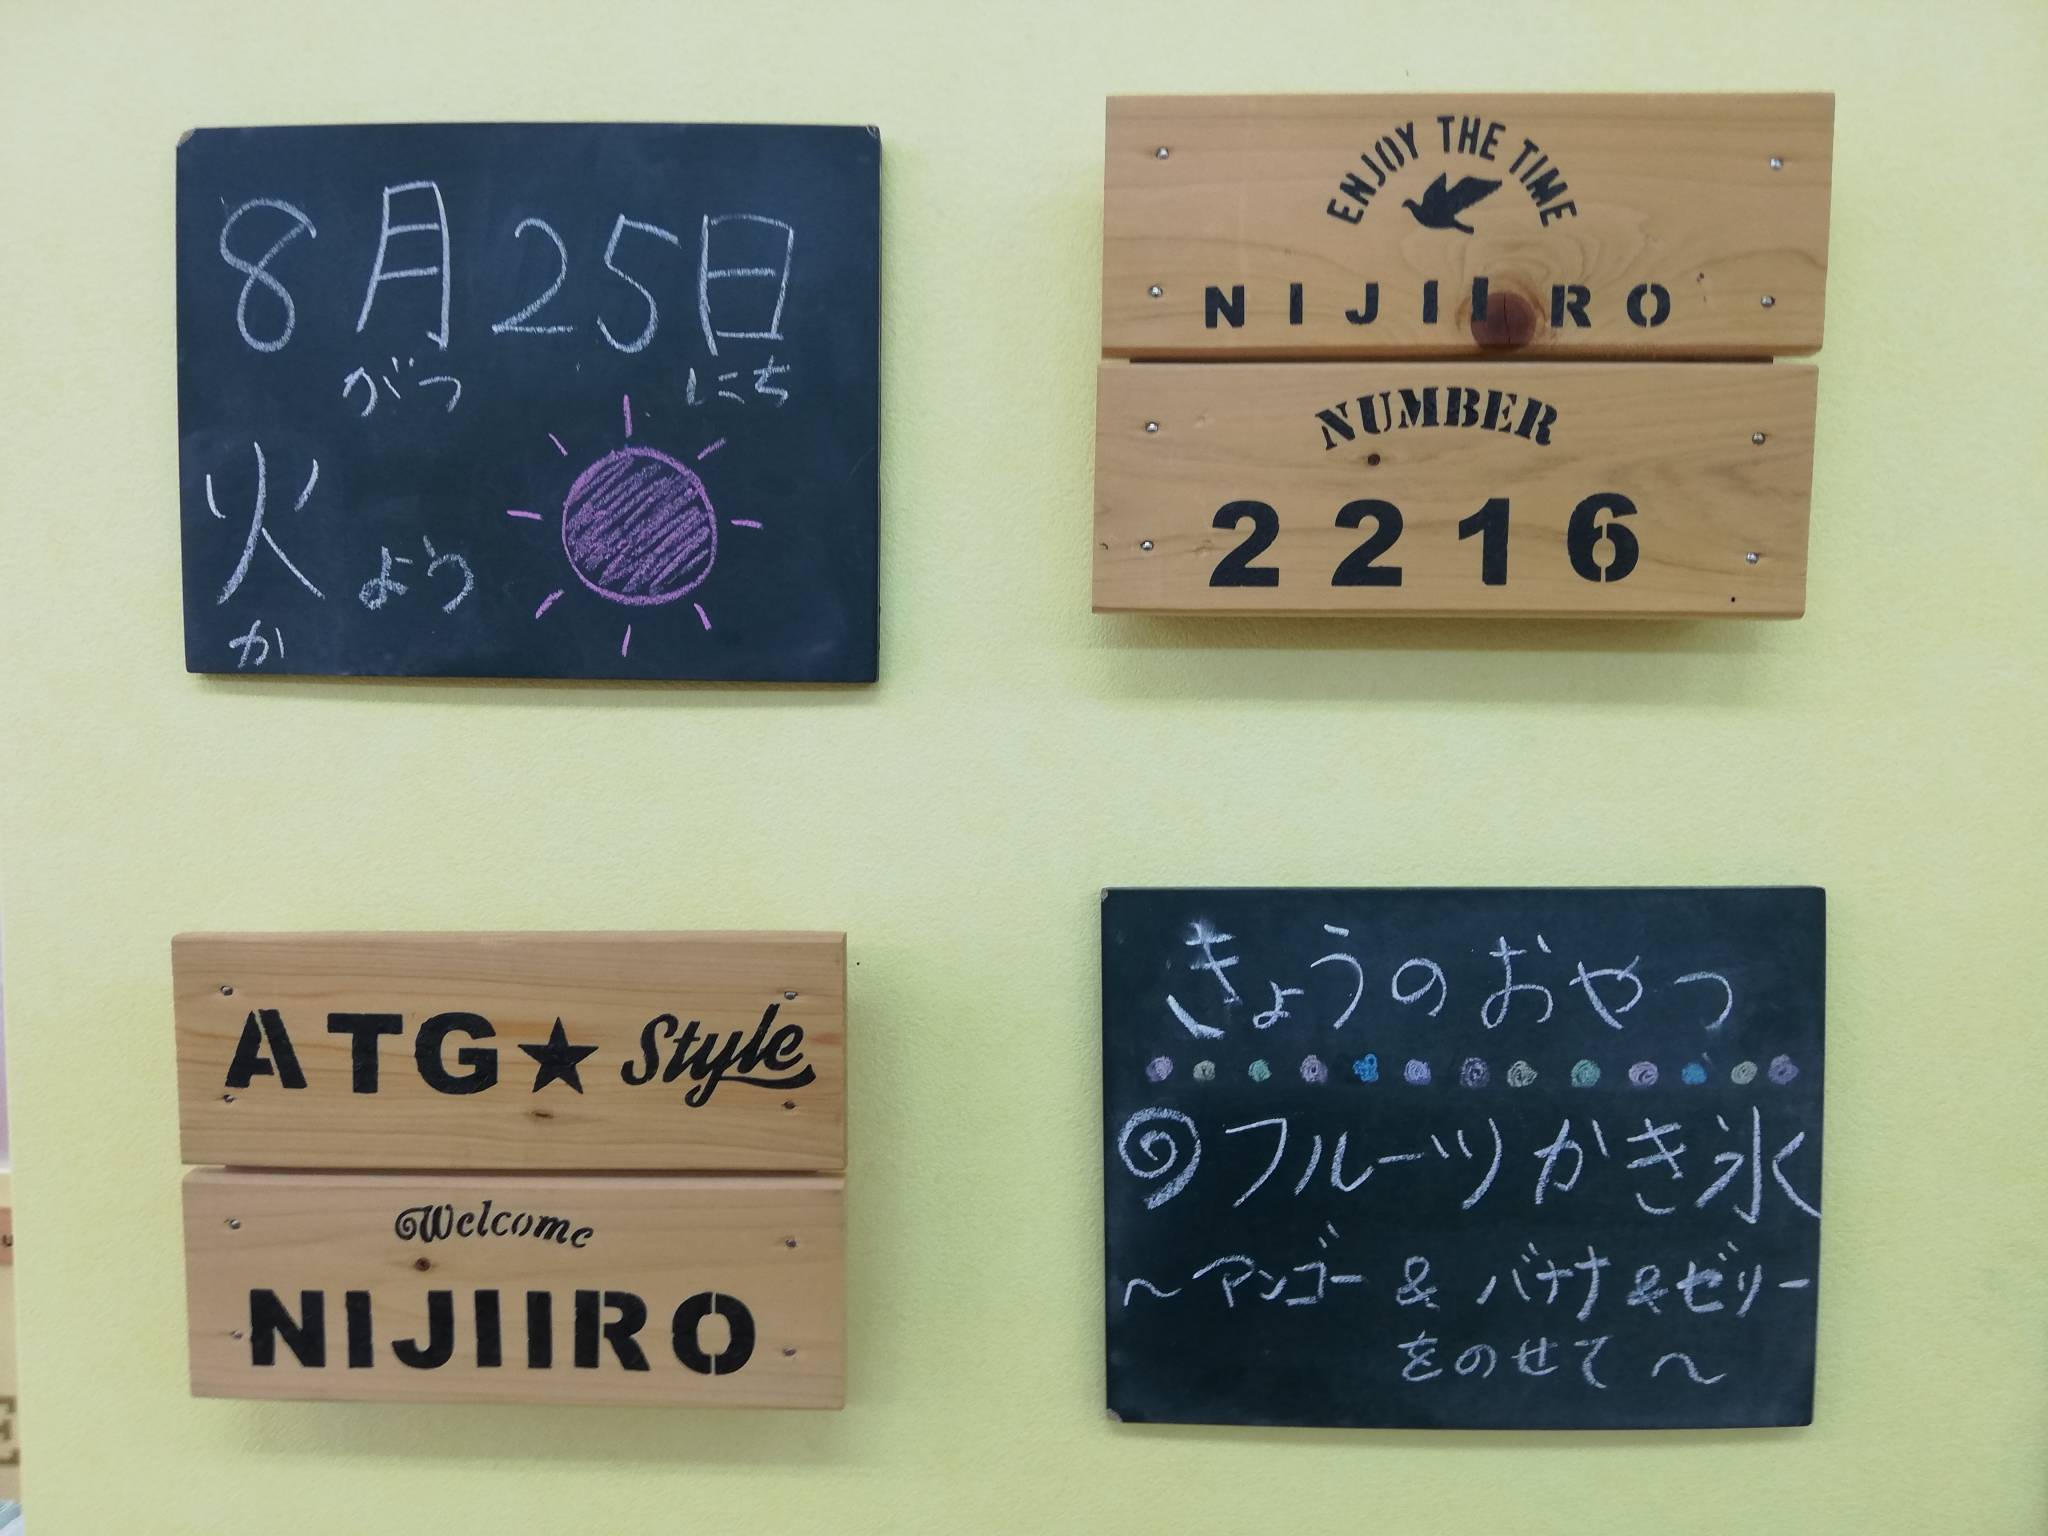 8月25日
がつ にち
火よう
か
ENJOY THE TIME
NIJIIRO
NUMBER
2216
ATG★Style
Welcome
NIJIIRO
きょうのおやつ
フルーツかき氷
～マンゴー&バナナ&ゼリー
をのせて～